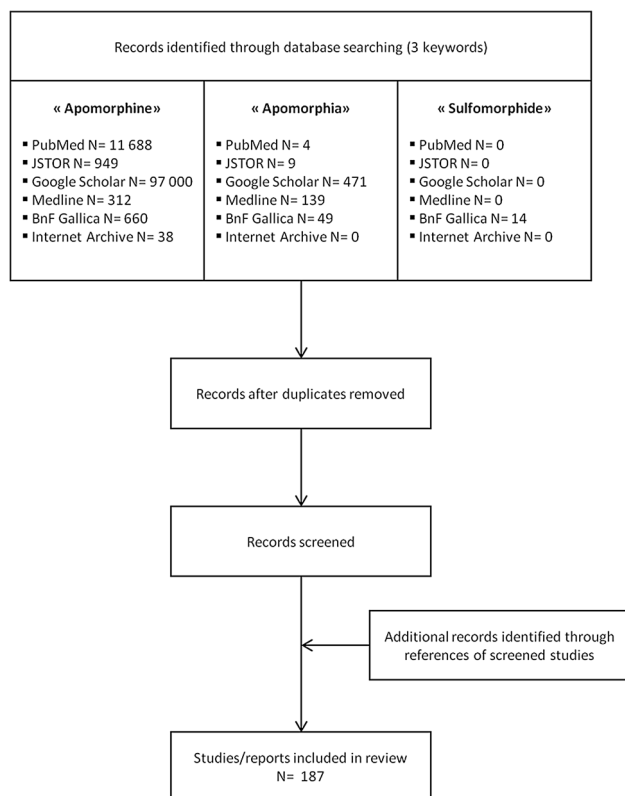 Records identified through database searching (3 keywords)
« Apomorphine»
▪ PubMed N= 11 688
▪ JSTOR N= 949
▪ Google Scholar N= 97 000
▪ Medline N= 312
▪ BnF Gallica N= 660
▪ Internet Archive N= 38
« Apomorphia»
▪ PubMed N= 4
▪ JSTOR N= 9
▪ Google Scholar N= 471
▪ Medline N= 139
▪ BnF Gallica N= 49
▪ Internet Archive N= 0
« Sulfomorphide»
▪ PubMed N= 0
▪ JSTOR N= 0
▪ Google Scholar N= 0
▪ Medline N= 0
▪ BnF Gallica N= 14
▪ Internet Archive N= 0
Records after duplicates removed
Records screened
Additional records identified through
references of screened studies
Studies/reports included in review
N= 187